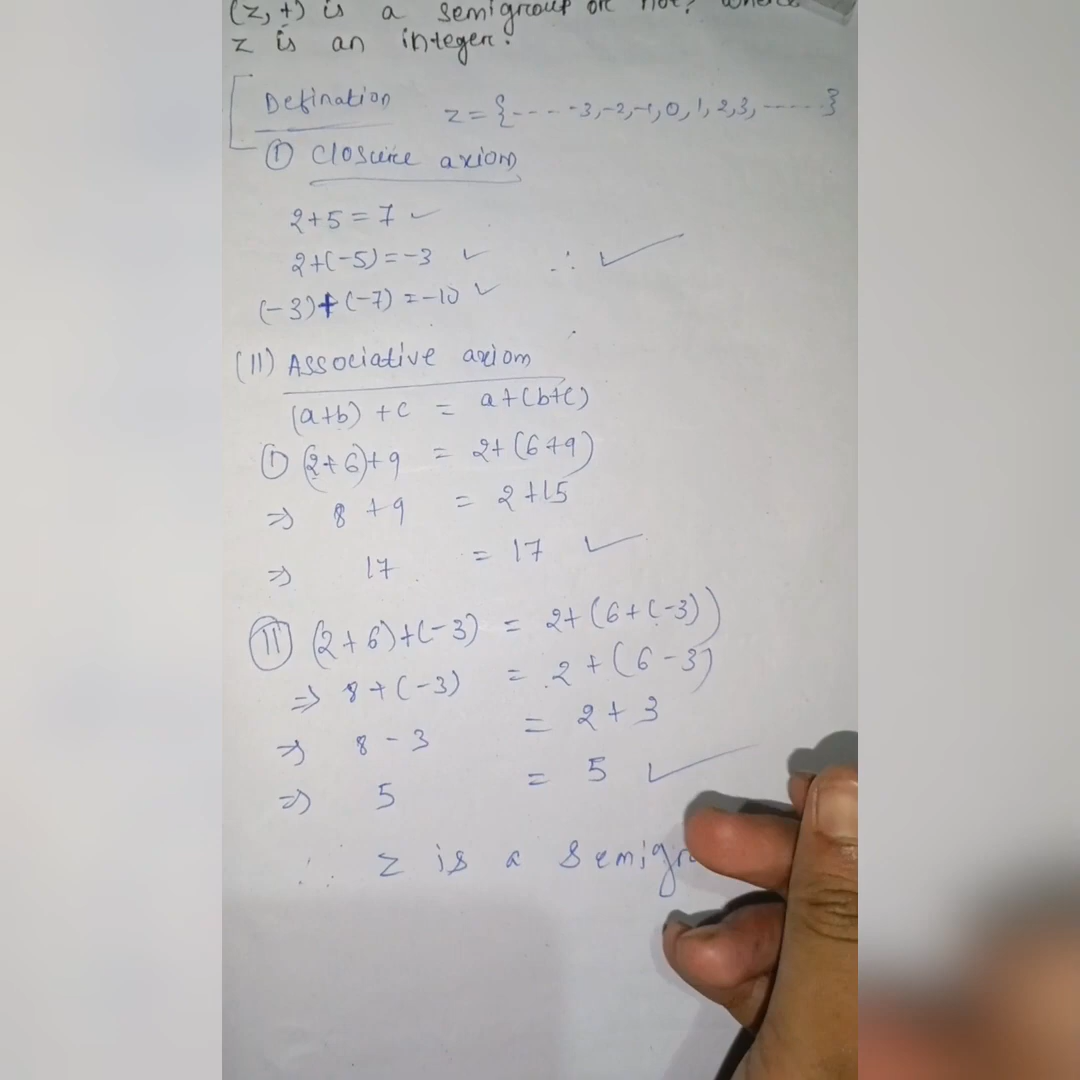 (z, +) is a semigroup or not? where
z is an integer.
Defination z = {---- -3, -2, -1, 0, 1, 2, 3, ------}
① Closure axiom
2+5 = 7 ✓
2+(-5) = -3 ✓ ∴ ✓
(-3)+(-7) = -10 ✓
(II) Associative axiom
(a+b) + c = a+(b+c)
① (2+6)+9 = 2+(6+9)
⇒ 8+9 = 2+15
⇒ 17 = 17 ✓
Ⅱ (2+6)+(-3) = 2+(6+(-3))
⇒ 8+(-3) = 2+(6-3)
⇒ 8-3 = 2+3
⇒ 5 = 5 ✓
∴ z is a semigr